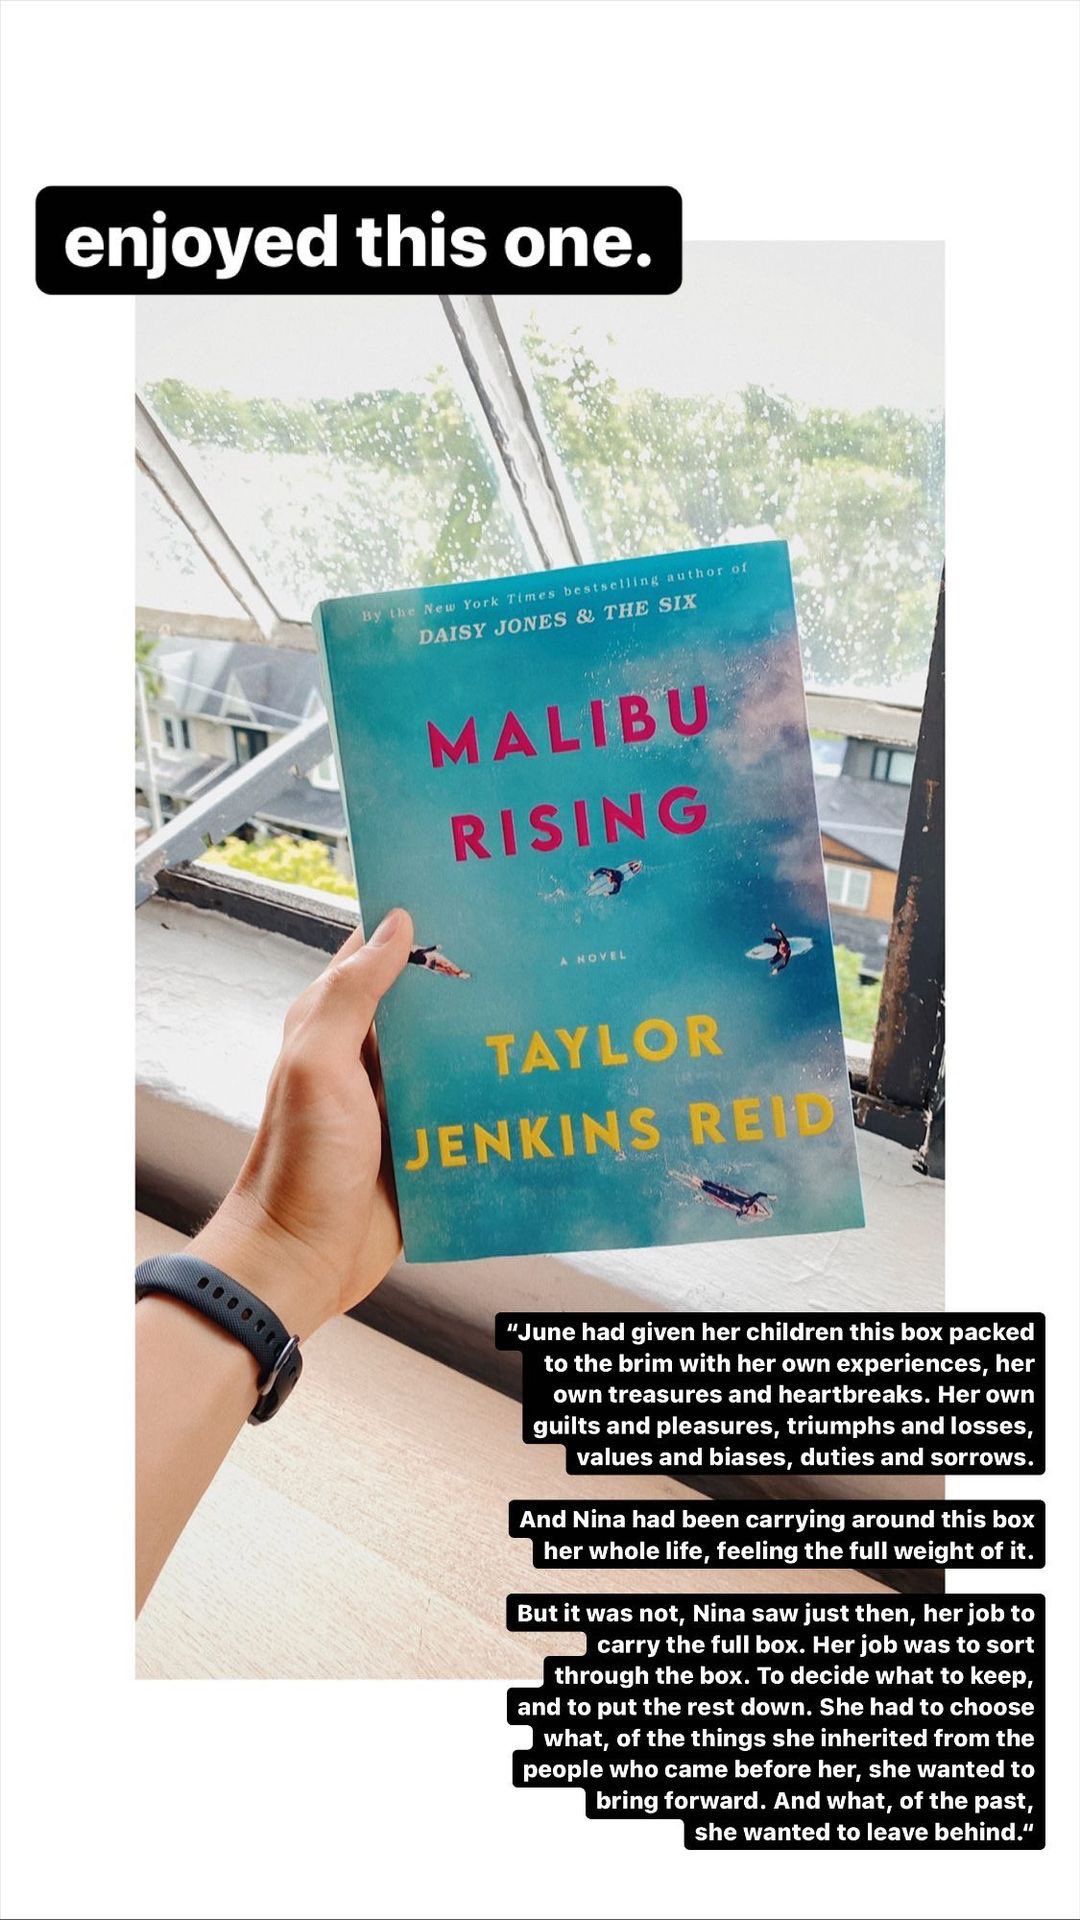 enjoyed this one.
By the New York Times bestselling author of
DAISY JONES & THE SIX
MALIBU
RISING
A NOVEL
TAYLOR
JENKINS REID
“June had given her children this box packed
to the brim with her own experiences, her
own treasures and heartbreaks. Her own
guilts and pleasures, triumphs and losses,
values and biases, duties and sorrows.
And Nina had been carrying around this box
her whole life, feeling the full weight of it.
But it was not, Nina saw just then, her job to
carry the full box. Her job was to sort
through the box. To decide what to keep,
and to put the rest down. She had to choose
what, of the things she inherited from the
people who came before her, she wanted to
bring forward. And what, of the past,
she wanted to leave behind.“